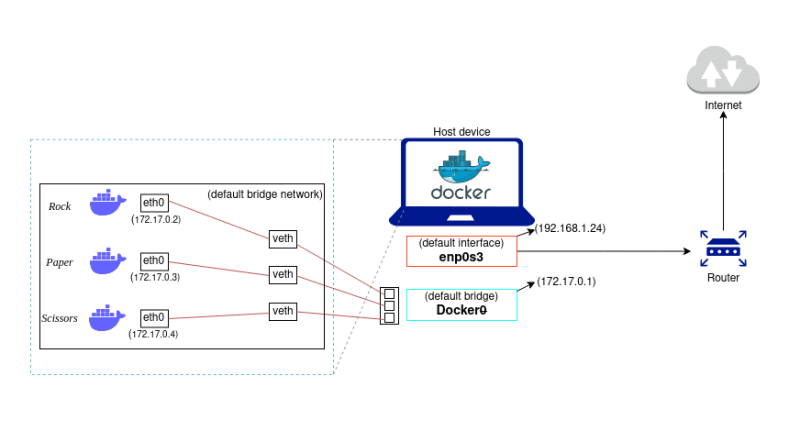 Internet
Host device
docker
(default bridge network)
Rock
eth0
(172.17.0.2)
veth
Paper
eth0
(172.17.0.3)
veth
Scissors
eth0
(172.17.0.4)
veth
(default interface)
enp0s3
(192.168.1.24)
(default bridge)
Docker0
(172.17.0.1)
Router